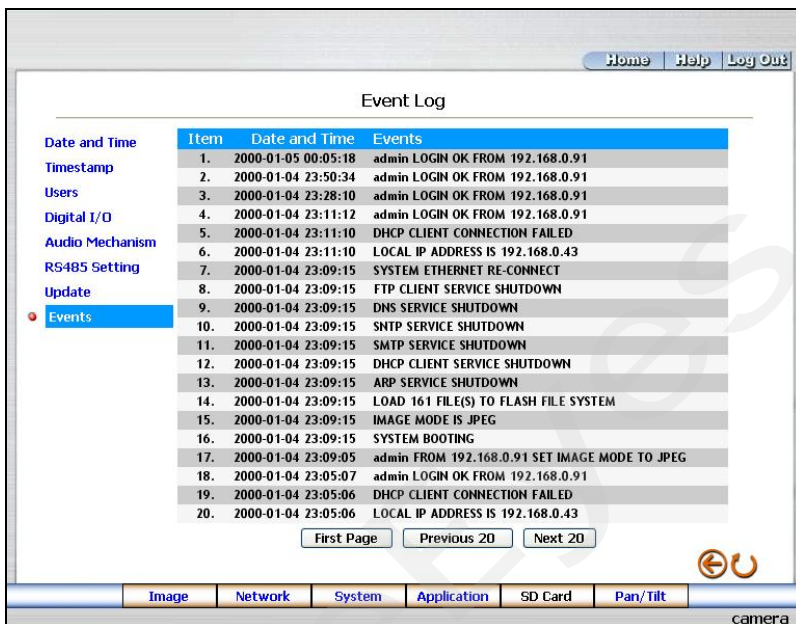 Home Help Log Out
Event Log
Date and Time
Timestamp
Users
Digital I/O
Audio Mechanism
RS485 Setting
Update
Events
Item Date and Time Events
1. 2000-01-05 00:05:18 admin LOGIN OK FROM 192.168.0.91
2. 2000-01-04 23:50:34 admin LOGIN OK FROM 192.168.0.91
3. 2000-01-04 23:28:10 admin LOGIN OK FROM 192.168.0.91
4. 2000-01-04 23:11:12 admin LOGIN OK FROM 192.168.0.91
5. 2000-01-04 23:11:10 DHCP CLIENT CONNECTION FAILED
6. 2000-01-04 23:11:10 LOCAL IP ADDRESS IS 192.168.0.43
7. 2000-01-04 23:09:15 SYSTEM ETHERNET RE-CONNECT
8. 2000-01-04 23:09:15 FTP CLIENT SERVICE SHUTDOWN
9. 2000-01-04 23:09:15 DNS SERVICE SHUTDOWN
10. 2000-01-04 23:09:15 SNTP SERVICE SHUTDOWN
11. 2000-01-04 23:09:15 SMTP SERVICE SHUTDOWN
12. 2000-01-04 23:09:15 DHCP CLIENT SERVICE SHUTDOWN
13. 2000-01-04 23:09:15 ARP SERVICE SHUTDOWN
14. 2000-01-04 23:09:15 LOAD 161 FILE(S) TO FLASH FILE SYSTEM
15. 2000-01-04 23:09:15 IMAGE MODE IS JPEG
16. 2000-01-04 23:09:15 SYSTEM BOOTING
17. 2000-01-04 23:09:05 admin FROM 192.168.0.91 SET IMAGE MODE TO JPEG
18. 2000-01-04 23:05:07 admin LOGIN OK FROM 192.168.0.91
19. 2000-01-04 23:05:06 DHCP CLIENT CONNECTION FAILED
20. 2000-01-04 23:05:06 LOCAL IP ADDRESS IS 192.168.0.43
First Page Previous 20 Next 20
Image Network System Application SD Card Pan/Tilt
camera